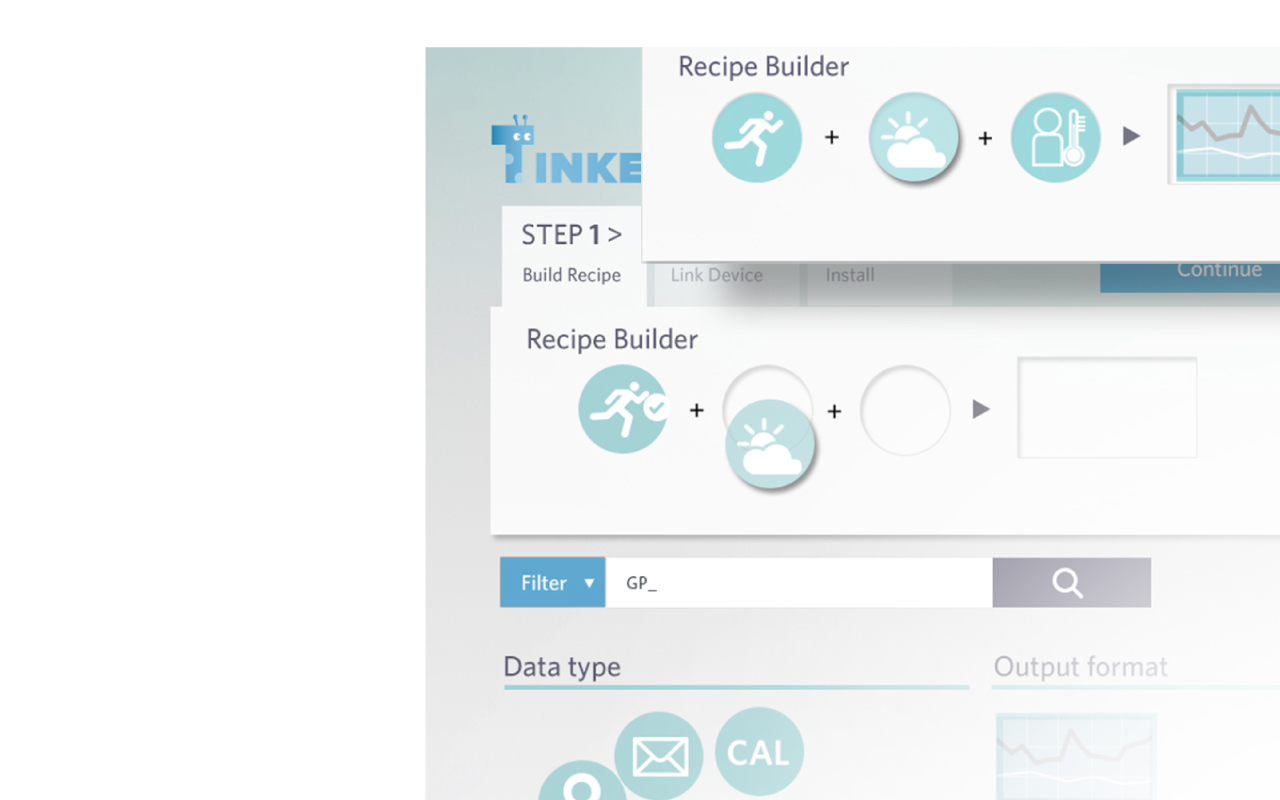 Recipe Builder
+ +
TINKE
STEP 1 >
Build Recipe
Link Device
Install
Continue
Recipe Builder
+ +
Filter
GP_
Data type
Output format
CAL